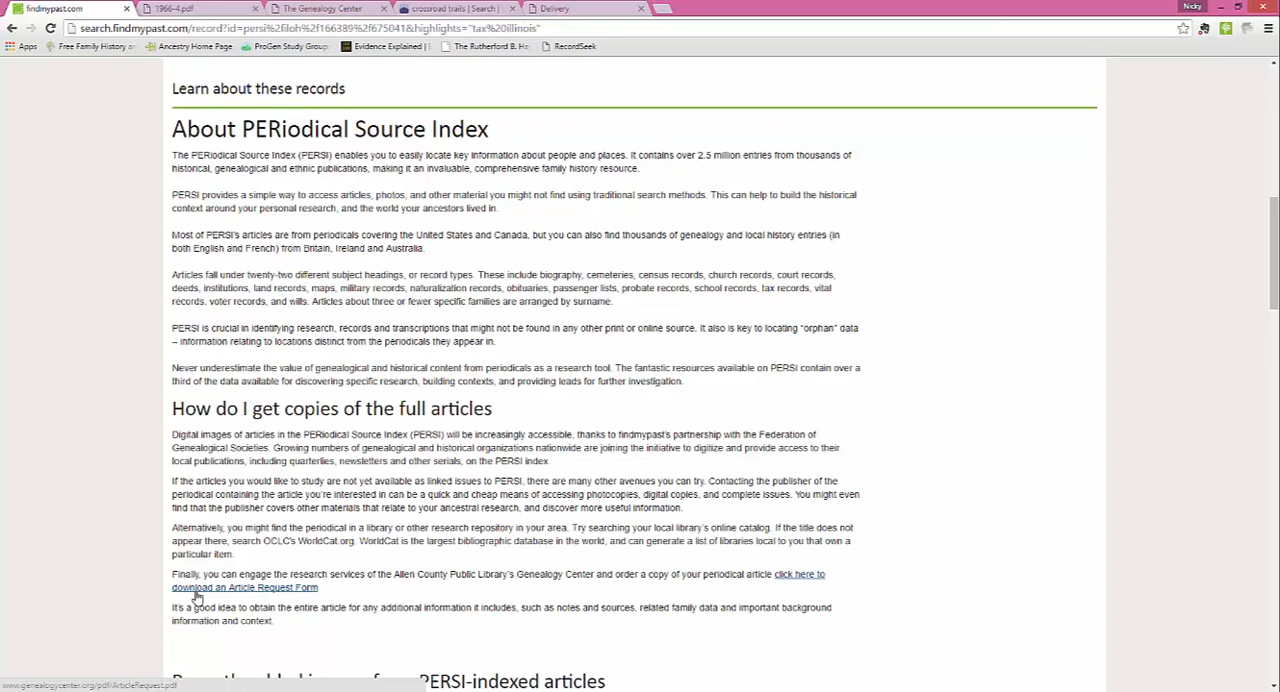 findmypast.com
1966-4.pdf
The Genealogy Center
crossroad trails | Search |
Delivery
Nicky
search.findmypast.com/record?id=persi%2filoh%2f166389%2f675041&highlights="tax%20illinois"
Apps
Free Family History a
Ancestry Home Page
ProGen Study Group
Evidence Explained |
The Rutherford B. Ha
RecordSeek
Learn about these records
About PERiodical Source Index
The PERiodical Source Index (PERSI) enables you to easily locate key information about people and places. It contains over 2.5 million entries from thousands of
historical, genealogical and ethnic publications, making it an invaluable, comprehensive family history resource.
PERSI provides a simple way to access articles, photos, and other material you might not find using traditional search methods. This can help to build the historical
context around your personal research, and the world your ancestors lived in.
Most of PERSI's articles are from periodicals covering the United States and Canada, but you can also find thousands of genealogy and local history entries (in
both English and French) from Britain, Ireland and Australia.
Articles fall under twenty-two different subject headings, or record types. These include biography, cemeteries, census records, church records, court records,
deeds, institutions, land records, maps, military records, naturalization records, obituaries, passenger lists, probate records, school records, tax records, vital
records, voter records, and wills. Articles about three or fewer specific families are arranged by surname.
PERSI is crucial in identifying research, records and transcriptions that might not be found in any other print or online source. It also is key to locating "orphan" data
– information relating to locations distinct from the periodicals they appear in.
Never underestimate the value of genealogical and historical content from periodicals as a research tool. The fantastic resources available on PERSI contain over a
third of the data available for discovering specific research, building contexts, and providing leads for further investigation.
How do I get copies of the full articles
Digital images of articles in the PERiodical Source Index (PERSI) will be increasingly accessible, thanks to findmypast's partnership with the Federation of
Genealogical Societies. Growing numbers of genealogical and historical organizations nationwide are joining the initiative to digitize and provide access to their
local publications, including quarterlies, newsletters and other serials, on the PERSI index.
If the articles you would like to study are not yet available as linked issues to PERSI, there are many other avenues you can try. Contacting the publisher of the
periodical containing the article you're interested in can be a quick and cheap means of accessing photocopies, digital copies, and complete issues. You might even
find that the publisher covers other materials that relate to your ancestral research, and discover more useful information.
Alternatively, you might find the periodical in a library or other research repository in your area. Try searching your local library's online catalog. If the title does not
appear there, search OCLC's WorldCat.org. WorldCat is the largest bibliographic database in the world, and can generate a list of libraries local to you that own a
particular item.
Finally, you can engage the research services of the Allen County Public Library's Genealogy Center and order a copy of your periodical article click here to
download an Article Request Form
It's a good idea to obtain the entire article for any additional information it includes, such as notes and sources, related family data and important background
information and context.
PERSI-indexed articles
www.genealogycenter.org/pdf/ArticleRequest.pdf